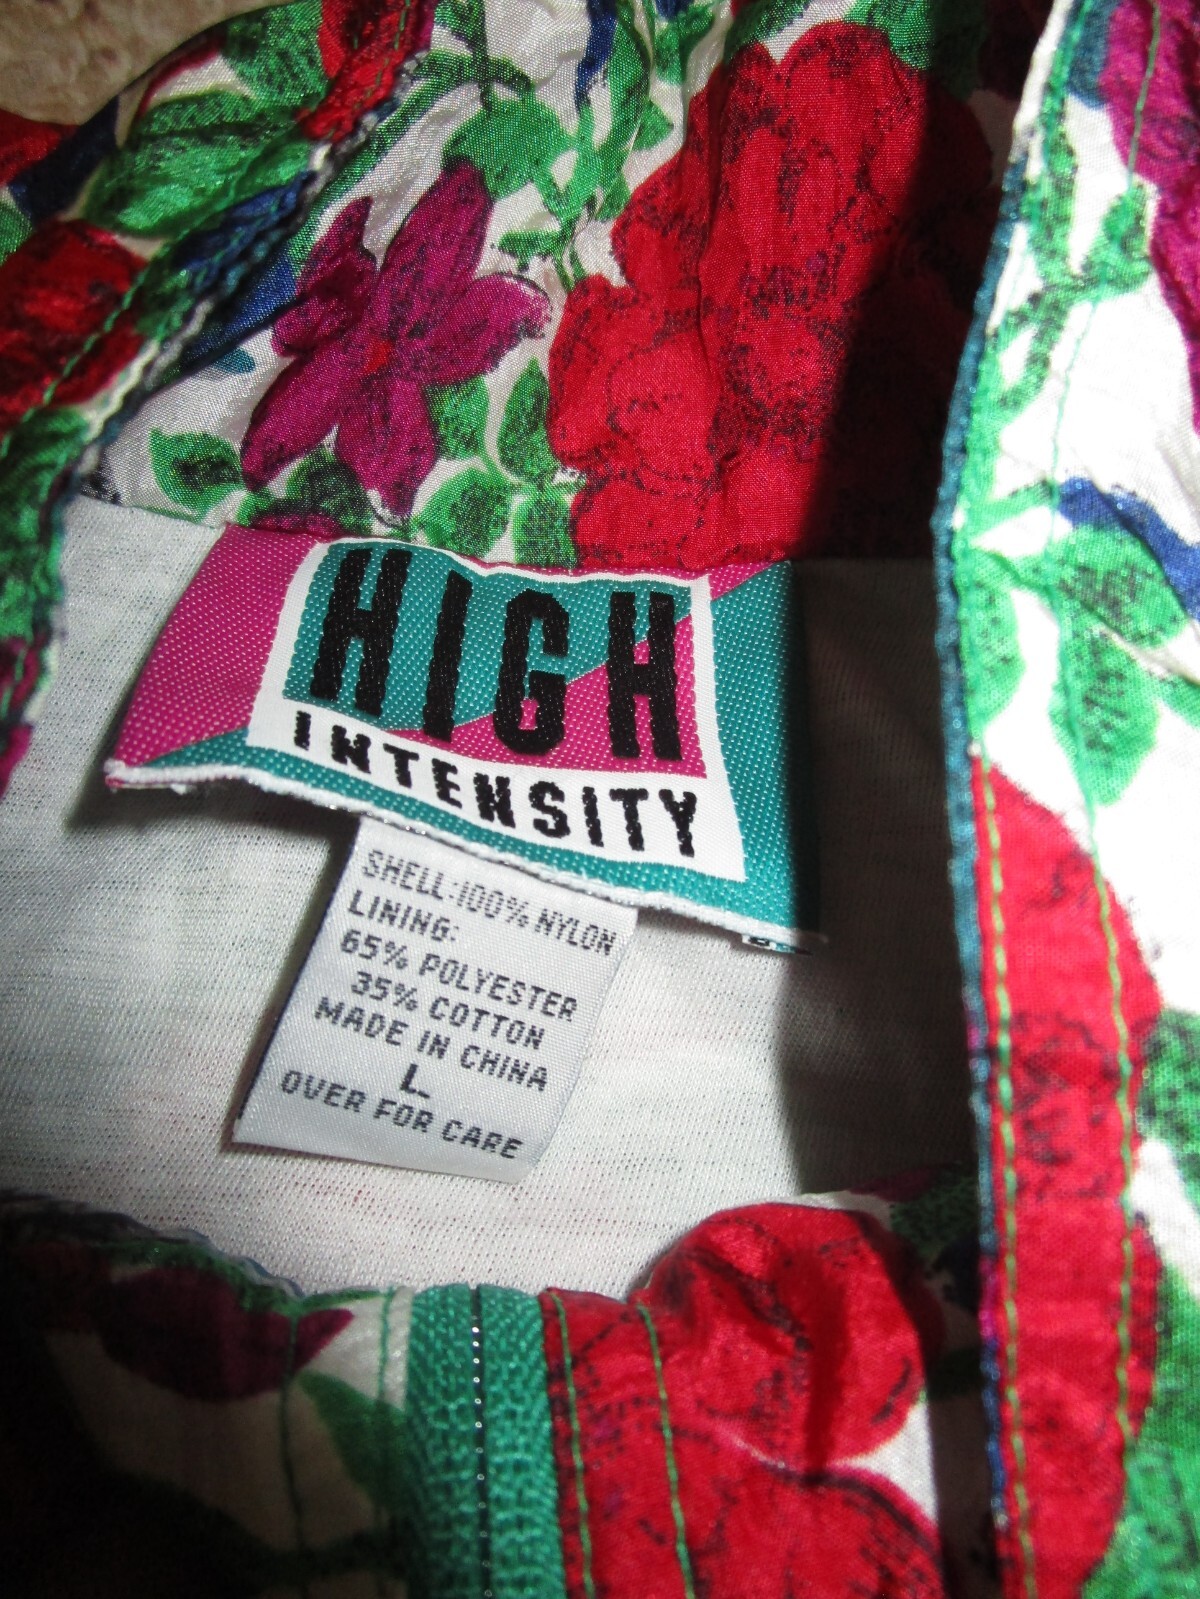 HIGH
INTENSITY
SHELL:100% NYLON
LINING:
65% POLYESTER
35% COTTON
MADE IN CHINA
L
OVER FOR CARE